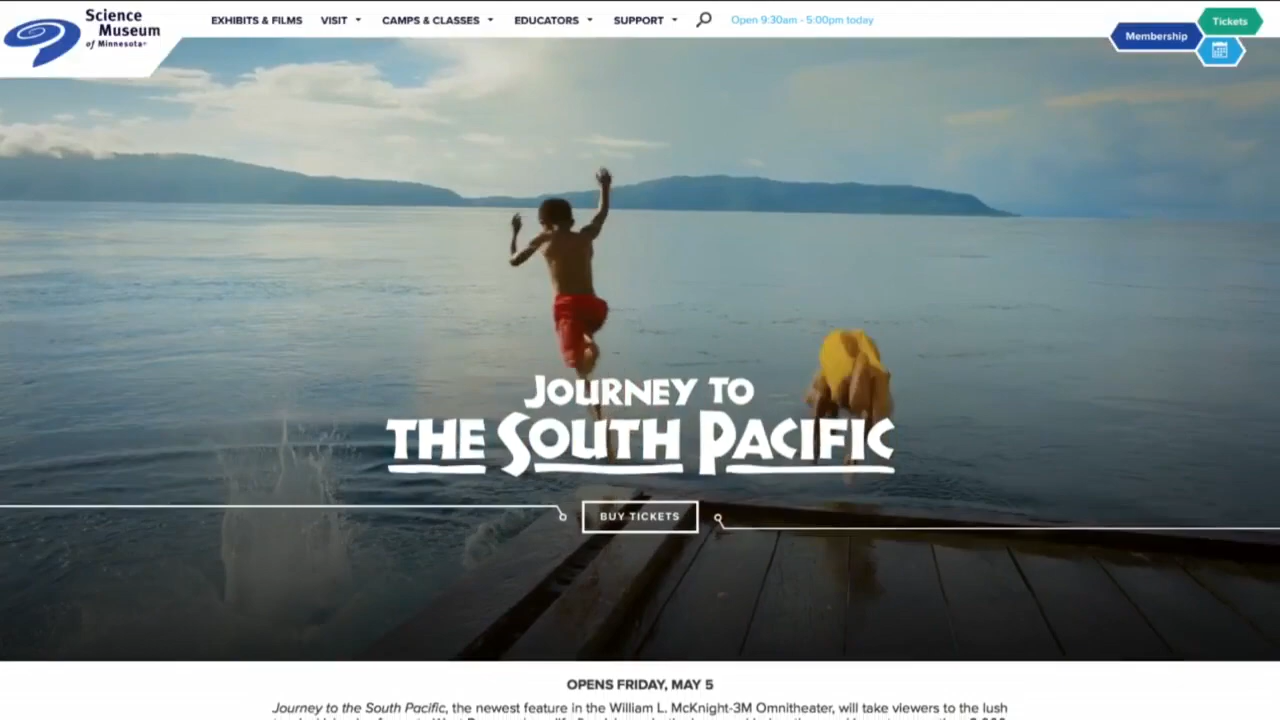 Science
Museum
of Minnesota
EXHIBITS & FILMS VISIT CAMPS & CLASSES EDUCATORS SUPPORT Open 9:30am - 5:00pm today
Tickets
Membership
JOURNEY TO
THE SOUTH PACIFIC
BUY TICKETS
OPENS FRIDAY, MAY 5
Journey to the South Pacific, the newest feature in the William L. McKnight-3M Omnitheater, will take viewers to the lush